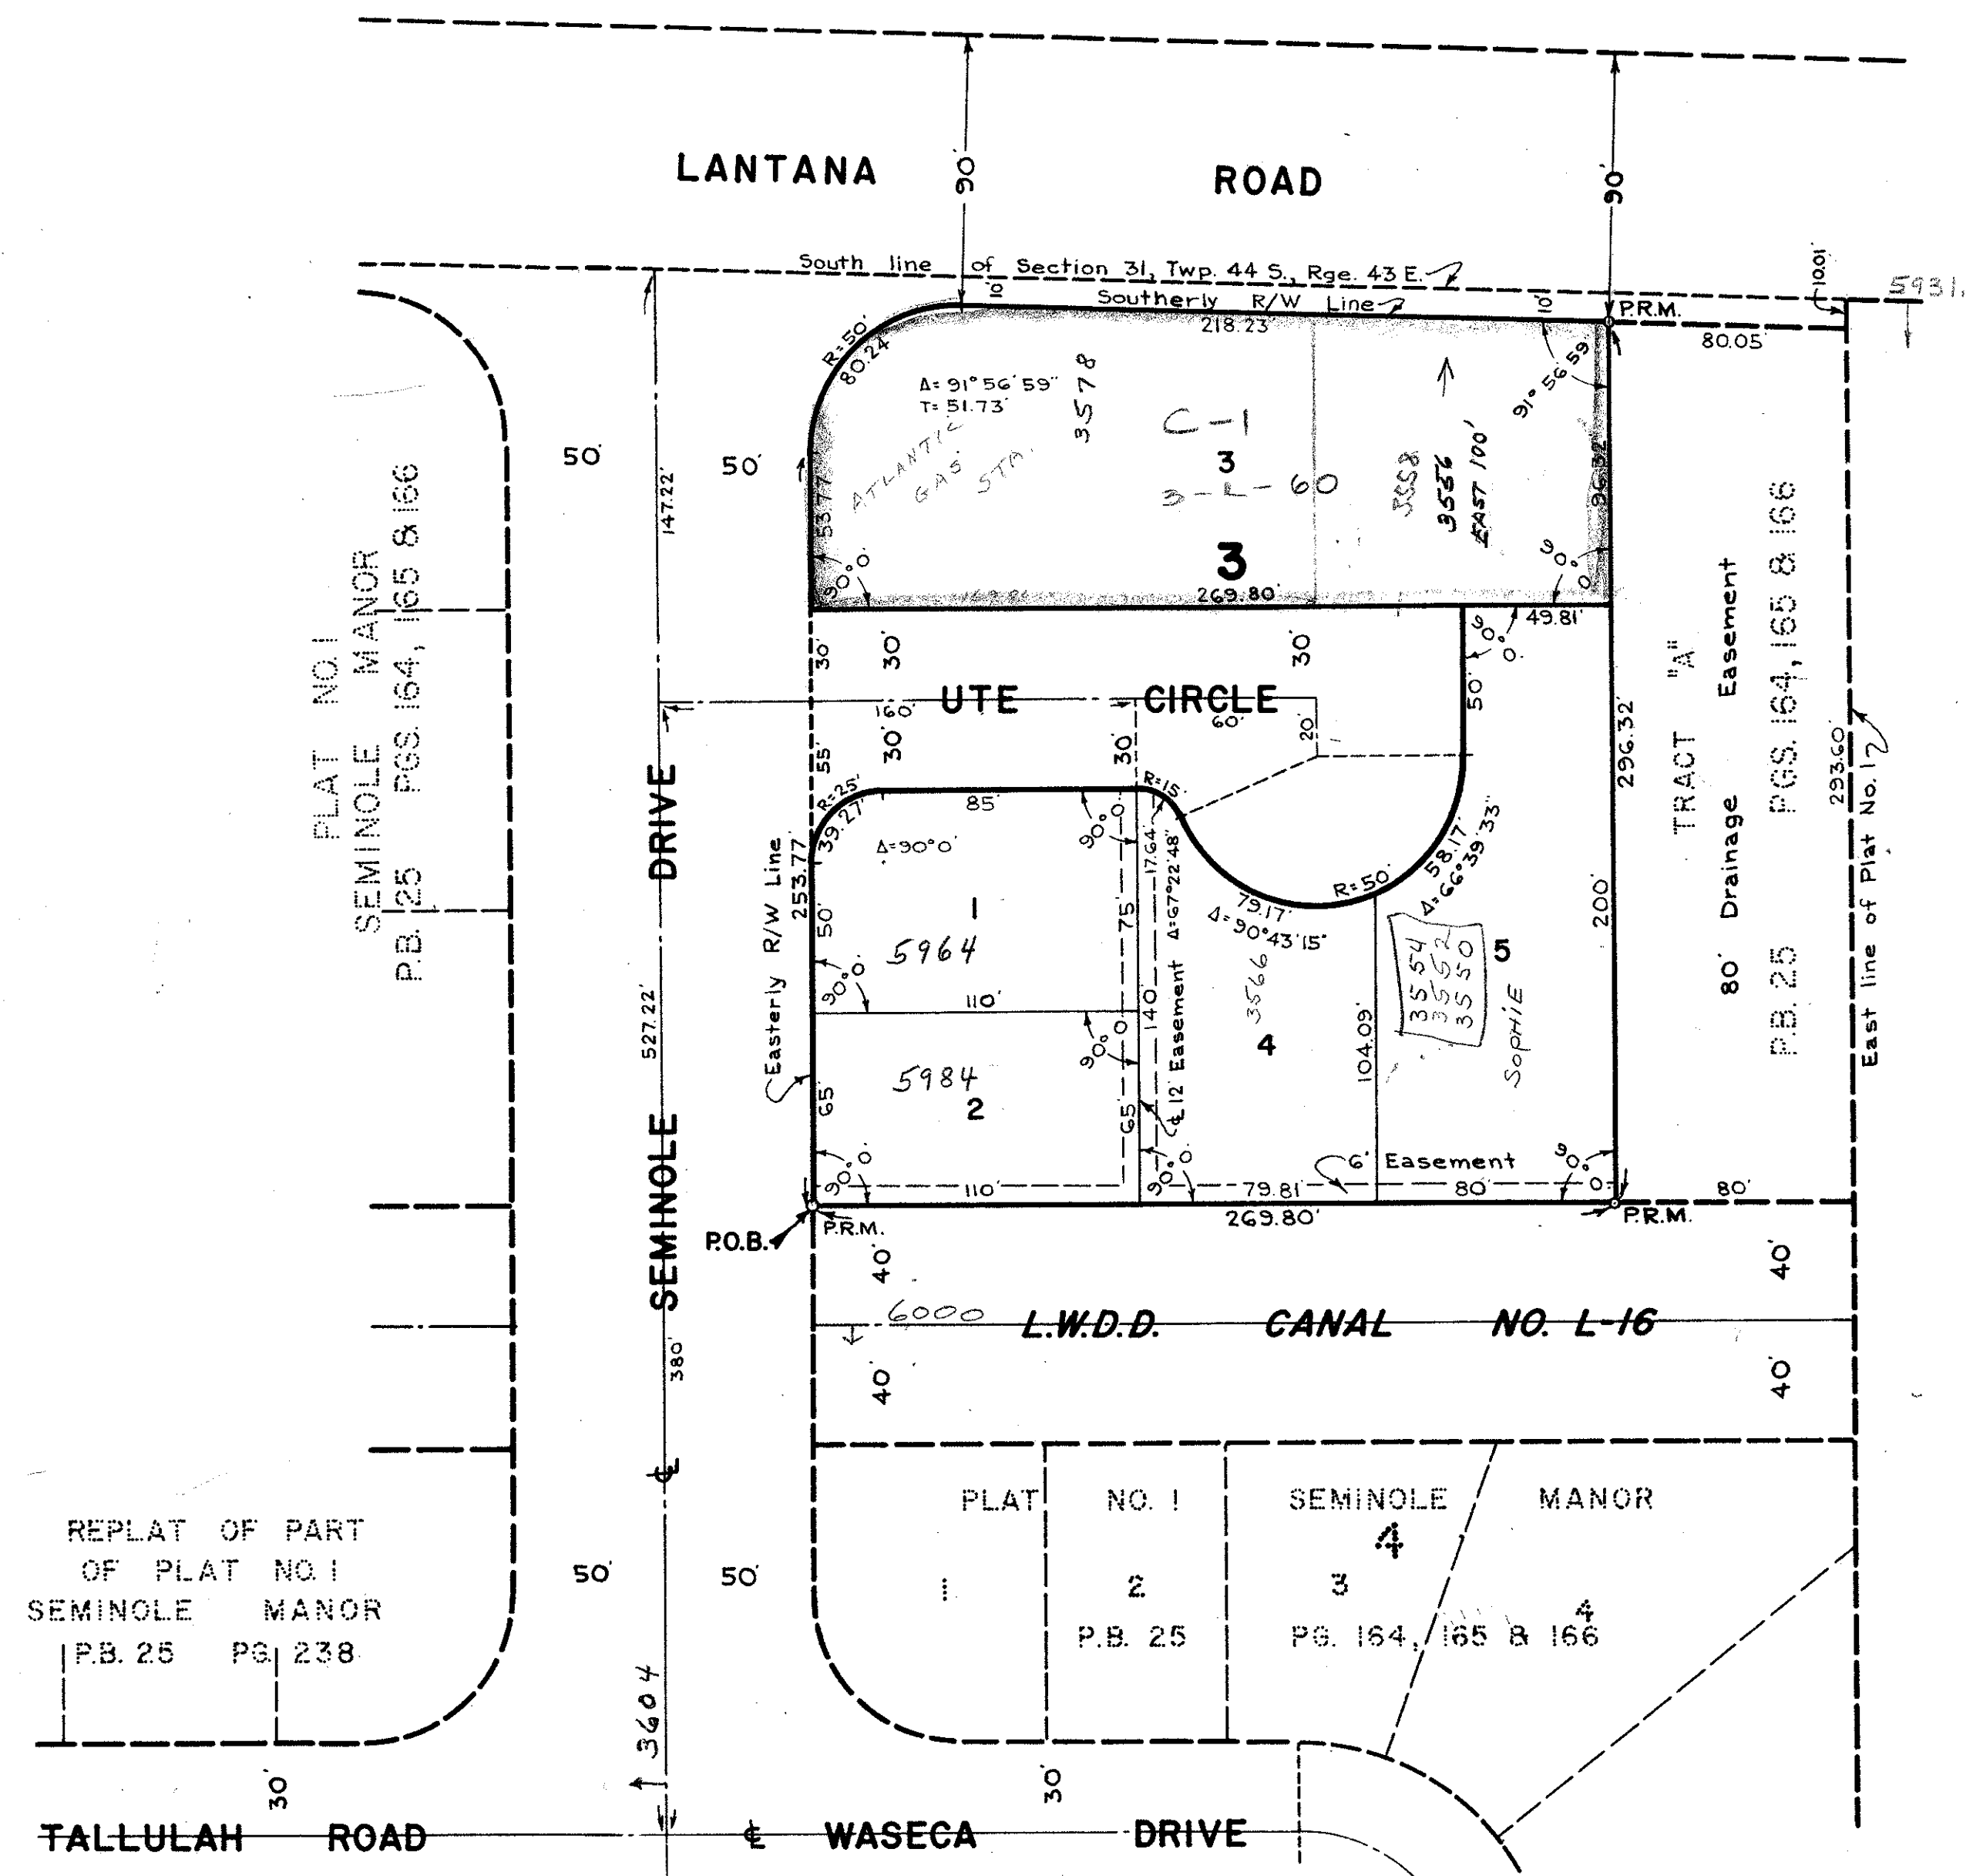 LANTANA ROAD
90'
90'
South line of Section 31, Twp. 44 S., Rge. 43 E.
Southerly R/W Line
10'
10'
218.23'
P.R.M.
80.05'
110.01'
5931.
R=50'
80.24'
Δ= 91°56'59"
T= 51.73'
3578
ATLANTIC
GAS
STA.
C-1
3
3-L-60
3
3558
3556
EAST 100'
91°56'59"
96.32'
53.77'
90°0'
90°0'
269.80'
49.81'
90°0'
50'
50'
147.22'
PLAT NO. 1
SEMINOLE MANOR
P.B. 25 PGS. 164, 165 & 166
30'
30'
30'
UTE CIRCLE
160'
60'
20'
50'
30'
30'
55'
R=25'
39.27'
85'
90°0'
Δ=90°0'
R=15'
17.64'
Δ=67°22'48"
R=50'
79.17'
Δ=90°43'15"
58.17'
Δ=66°39'33"
296.32'
200'
TRACT "A"
80' Drainage Easement
P.B. 25 PGS. 164, 165 & 166
293.60'
East line of Plat No. 1
SEMINOLE DRIVE
527.22'
380'
Easterly R/W Line
253.77'
50'
1
5964
75'
90°0'
110'
90°0'
140'
℄ 12' Easement
3566
4
104.09'
3554
3552
3550
5
SOPHIE
5984
2
65'
65'
90°0'
110'
90°0'
79.81'
6' Easement
80'
90°0'
80'
269.80'
P.O.B.
P.R.M.
P.R.M.
40'
40'
6000
L.W.D.D. CANAL NO. L-16
40'
40'
℄
PLAT NO. 1 SEMINOLE MANOR
4
1
2
3
4
P.B. 25 PG. 164, 165 & 166
50'
50'
REPLAT OF PART
OF PLAT NO. 1
SEMINOLE MANOR
P.B. 25 PG. 238
3604
30'
30'
TALLULAH ROAD
℄ WASECA DRIVE